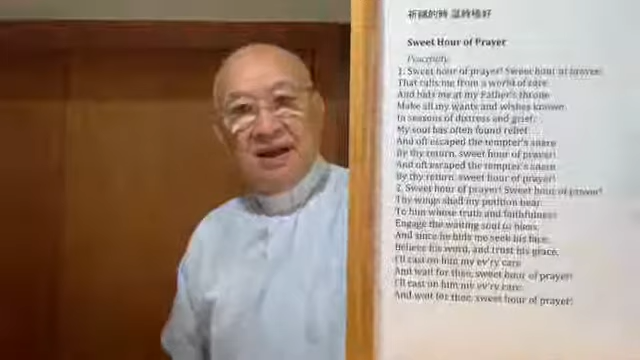 祈禱的時 溫時極好
Sweet Hour of Prayer
Peacefully
1. Sweet hour of prayer! Sweet hour of prayer!
That calls me from a world of care
And bids me at my Father's throne
Make all my wants and wishes known.
In seasons of distress and grief,
My soul has often found relief
And oft escaped the tempter's snare
By thy return, sweet hour of prayer!
And oft escaped the tempter's snare
By thy return, sweet hour of prayer!
2. Sweet hour of prayer! Sweet hour of prayer!
Thy wings shall my petition bear
To him whose truth and faithfulness
Engage the waiting soul to bless.
And since he bids me seek his face,
Believe his word, and trust his grace,
I'll cast on him my ev'ry care
And wait for thee, sweet hour of prayer!
I'll cast on him my ev'ry care
And wait for thee, sweet hour of prayer!